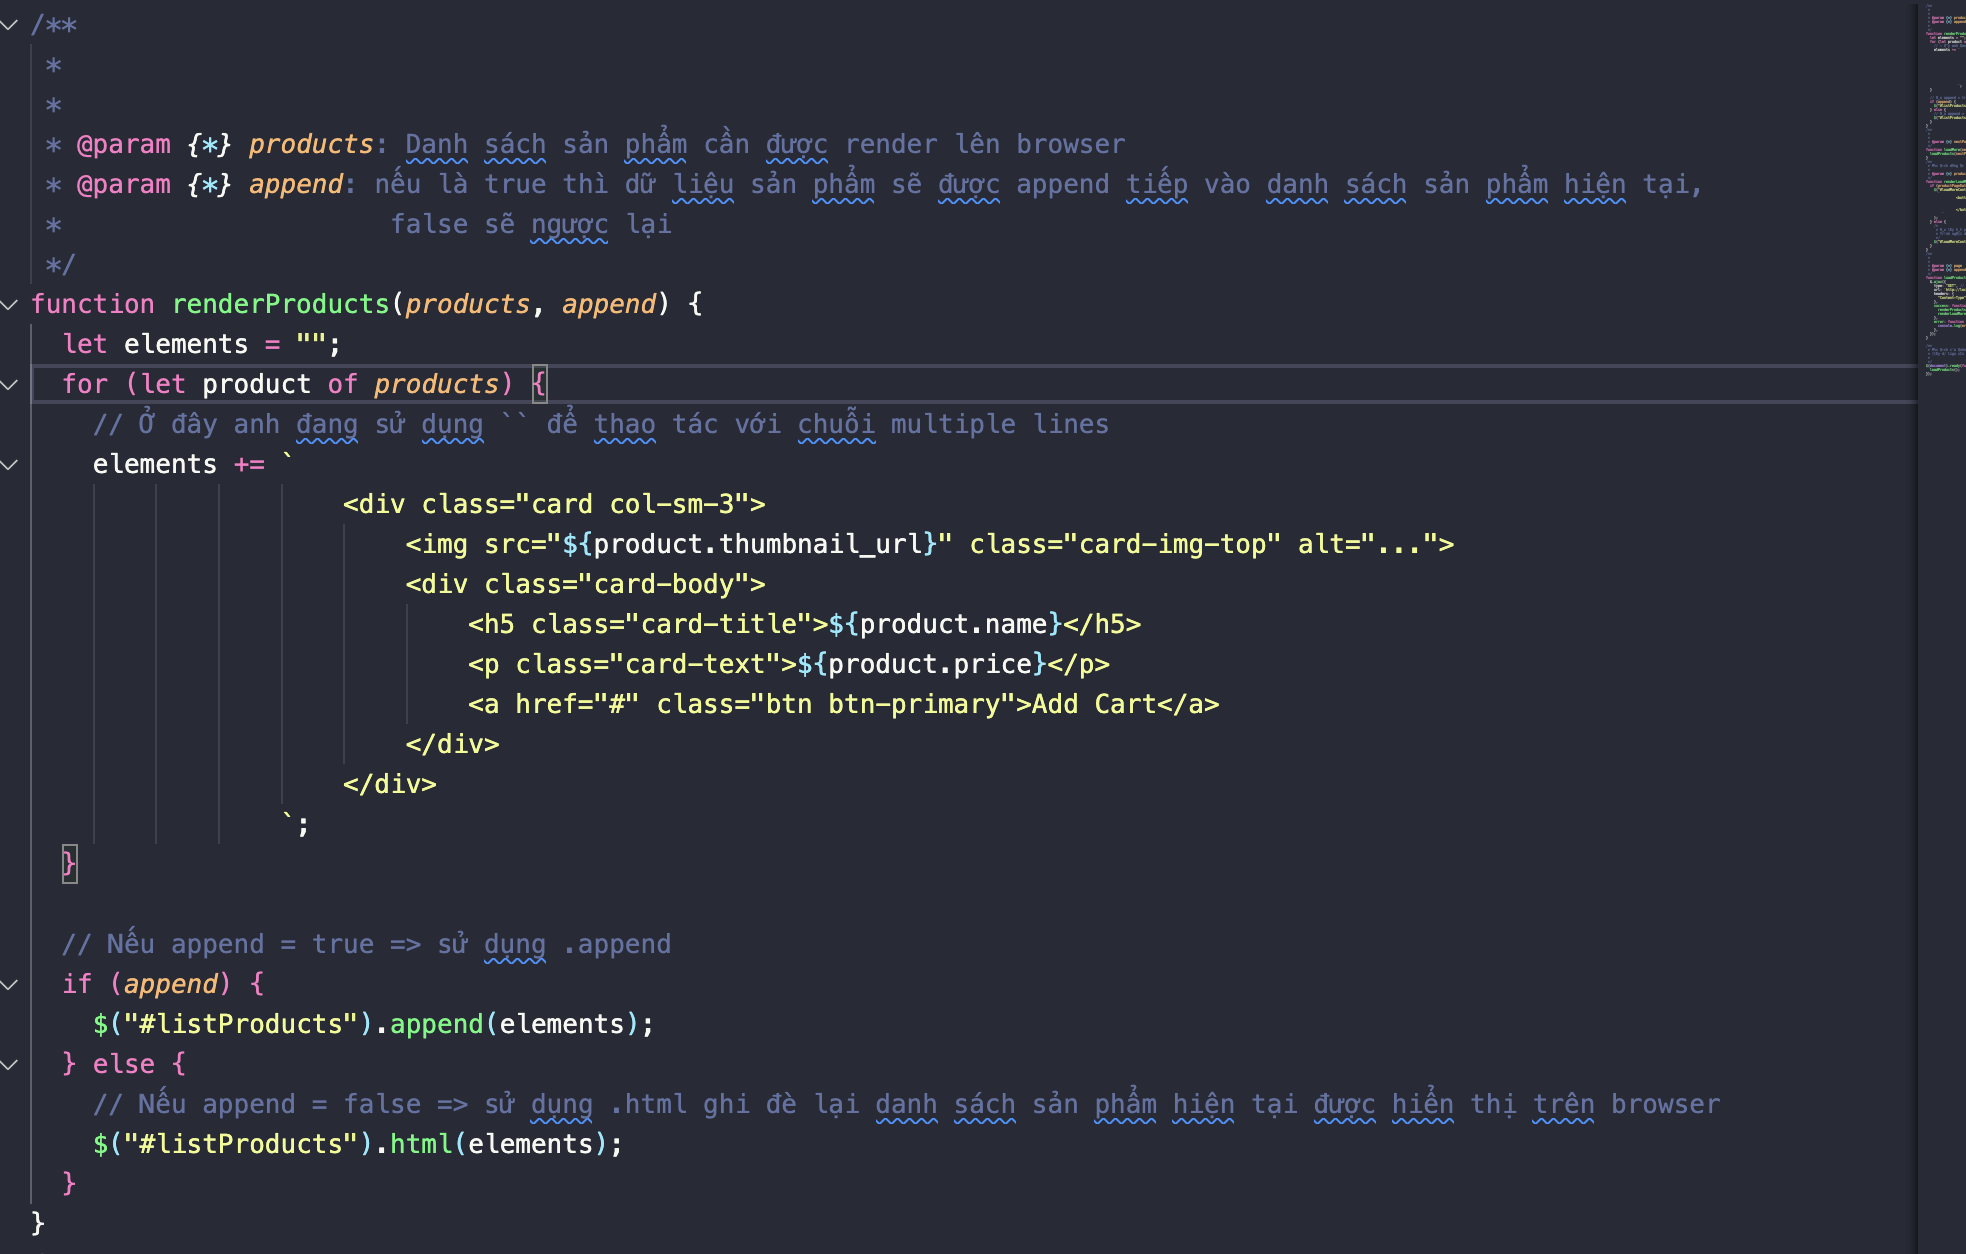 /**
 *
 *
 * @param {*} products: Danh sách sản phẩm cần được render lên browser
 * @param {*} append: nếu là true thì dữ liệu sản phẩm sẽ được append tiếp vào danh sách sản phẩm hiện tại,
 *                     false sẽ ngược lại
 */
function renderProducts(products, append) {
  let elements = "";
  for (let product of products) {
    // Ở đây anh đang sử dụng `` để thao tác với chuỗi multiple lines
    elements += `
                    <div class="card col-sm-3">
                        <img src="${product.thumbnail_url}" class="card-img-top" alt="...">
                        <div class="card-body">
                            <h5 class="card-title">${product.name}</h5>
                            <p class="card-text">${product.price}</p>
                            <a href="#" class="btn btn-primary">Add Cart</a>
                        </div>
                    </div>
                `;
  }

  // Nếu append = true => sử dụng .append
  if (append) {
    $("#listProducts").append(elements);
  } else {
    // Nếu append = false => sử dụng .html ghi đè lại danh sách sản phẩm hiện tại được hiển thị trên browser
    $("#listProducts").html(elements);
  }
}